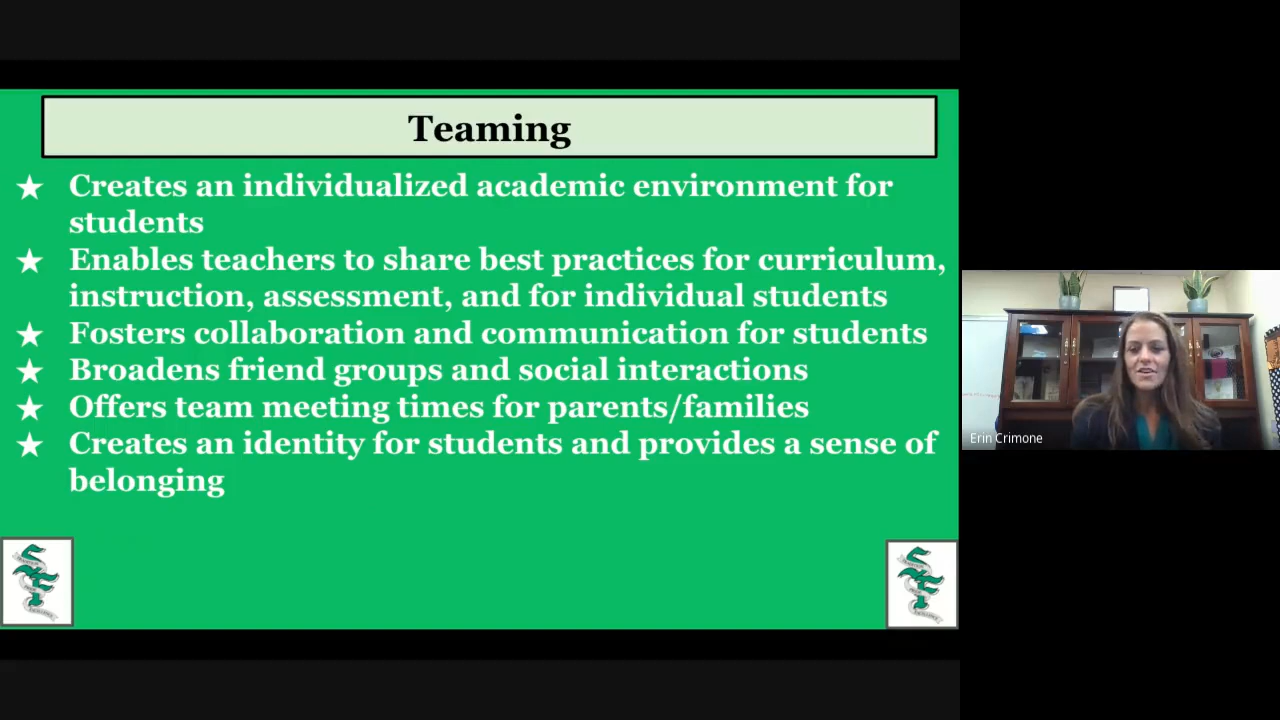 Teaming
★ Creates an individualized academic environment for
students
★ Enables teachers to share best practices for curriculum,
instruction, assessment, and for individual students
★ Fosters collaboration and communication for students
★ Broadens friend groups and social interactions
★ Offers team meeting times for parents/families
★ Creates an identity for students and provides a sense of
belonging
Erin Crimone